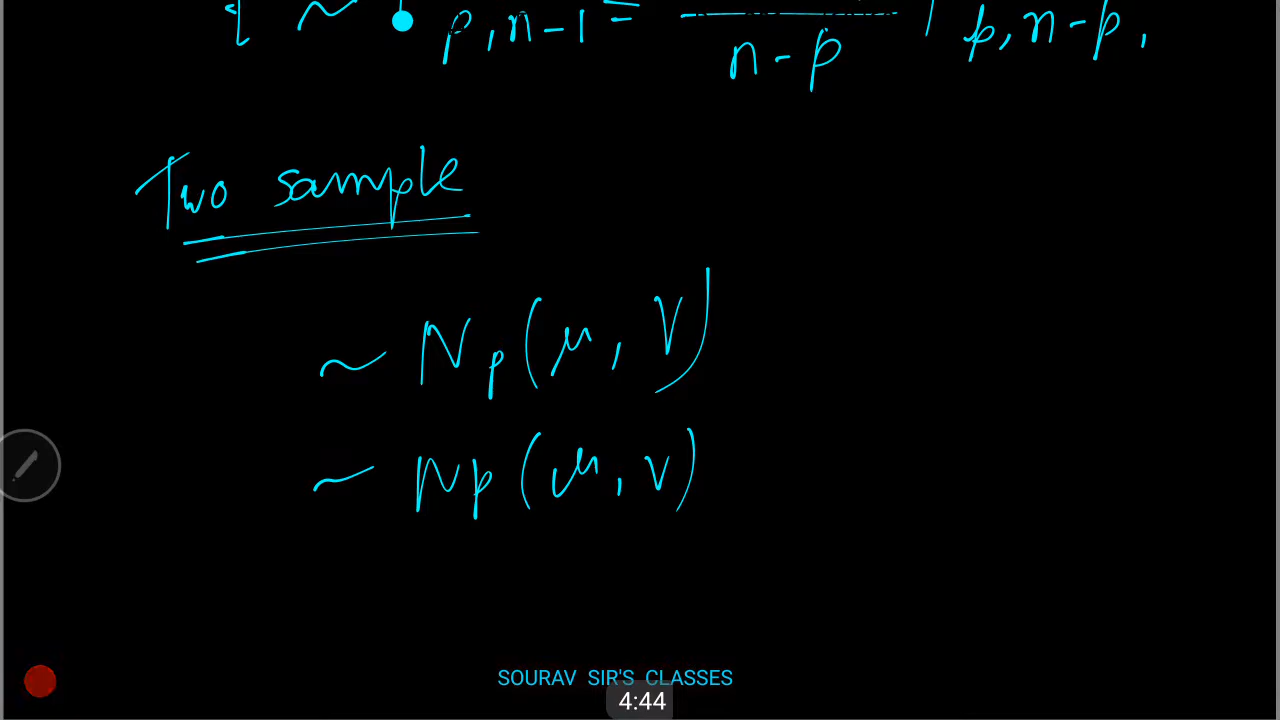 ~ p, n-1 = n-p p, n-p,
Two sample
~ Np (μ, V)
~ Np (μ, V)
SOURAV SIR'S CLASSES
4:44